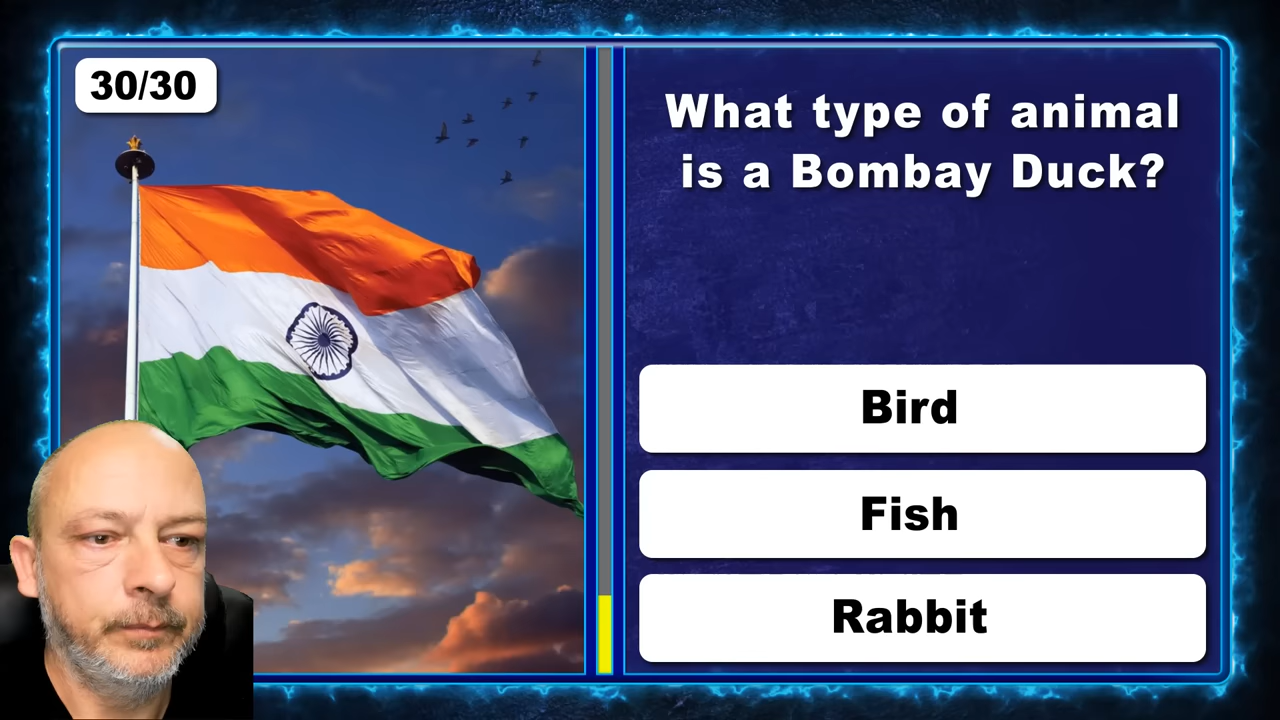 30/30
What type of animal
is a Bombay Duck?
Bird
Fish
Rabbit